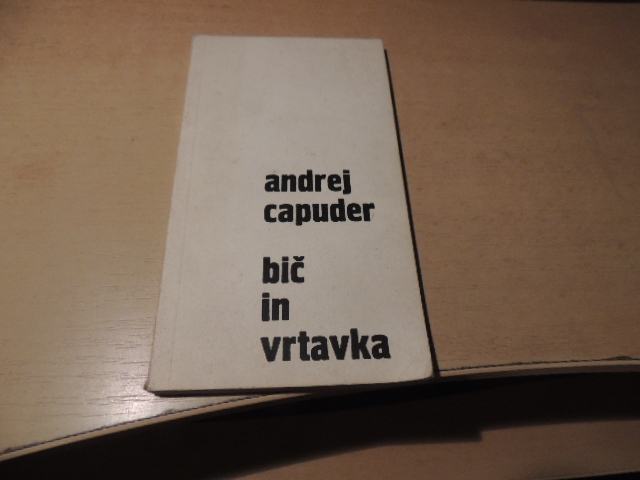 andrej
capuder
bič
in
vrtavka